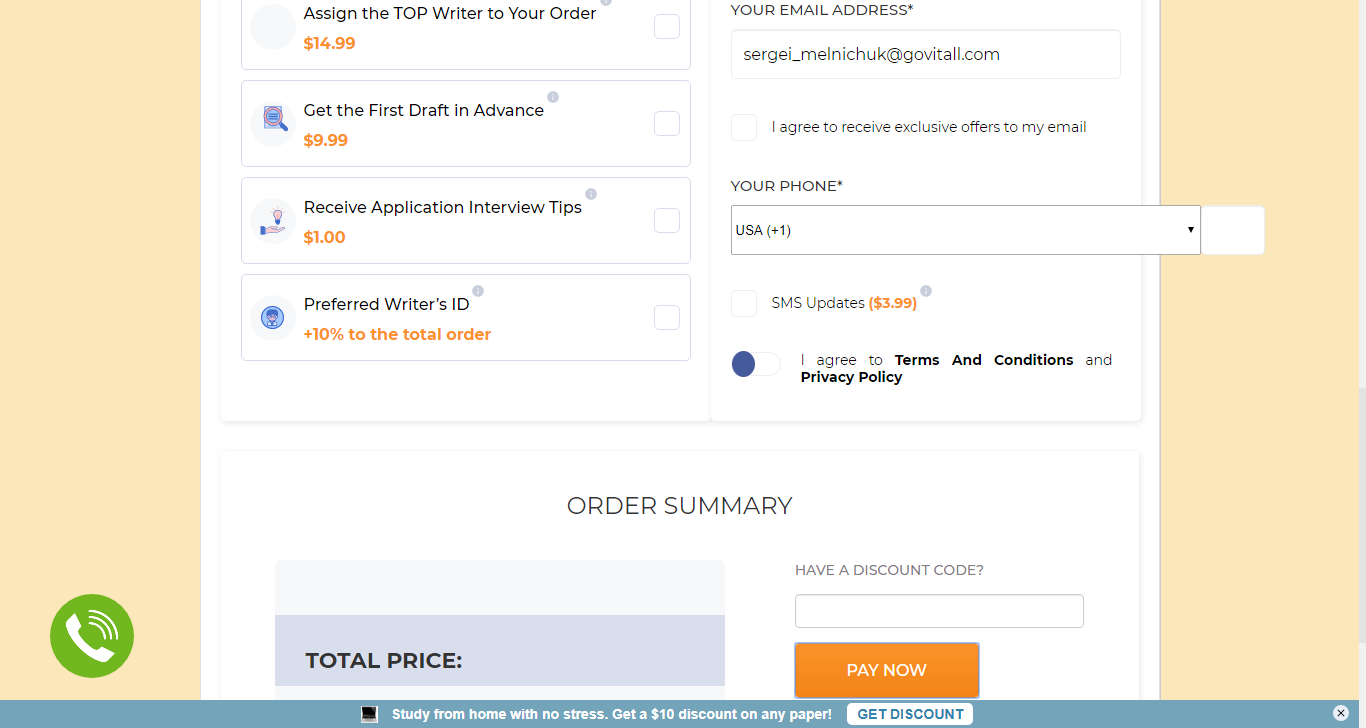 Assign the TOP Writer to Your Order
$14.99
Get the First Draft in Advance
$9.99
Receive Application Interview Tips
$1.00
Preferred Writer’s ID
+10% to the total order
YOUR EMAIL ADDRESS*
sergei_melnichuk@govitall.com
I agree to receive exclusive offers to my email
YOUR PHONE*
USA (+1)
SMS Updates ($3.99)
I agree to Terms And Conditions and
Privacy Policy
ORDER SUMMARY
TOTAL PRICE:
HAVE A DISCOUNT CODE?
PAY NOW
Study from home with no stress. Get a $10 discount on any paper!
GET DISCOUNT